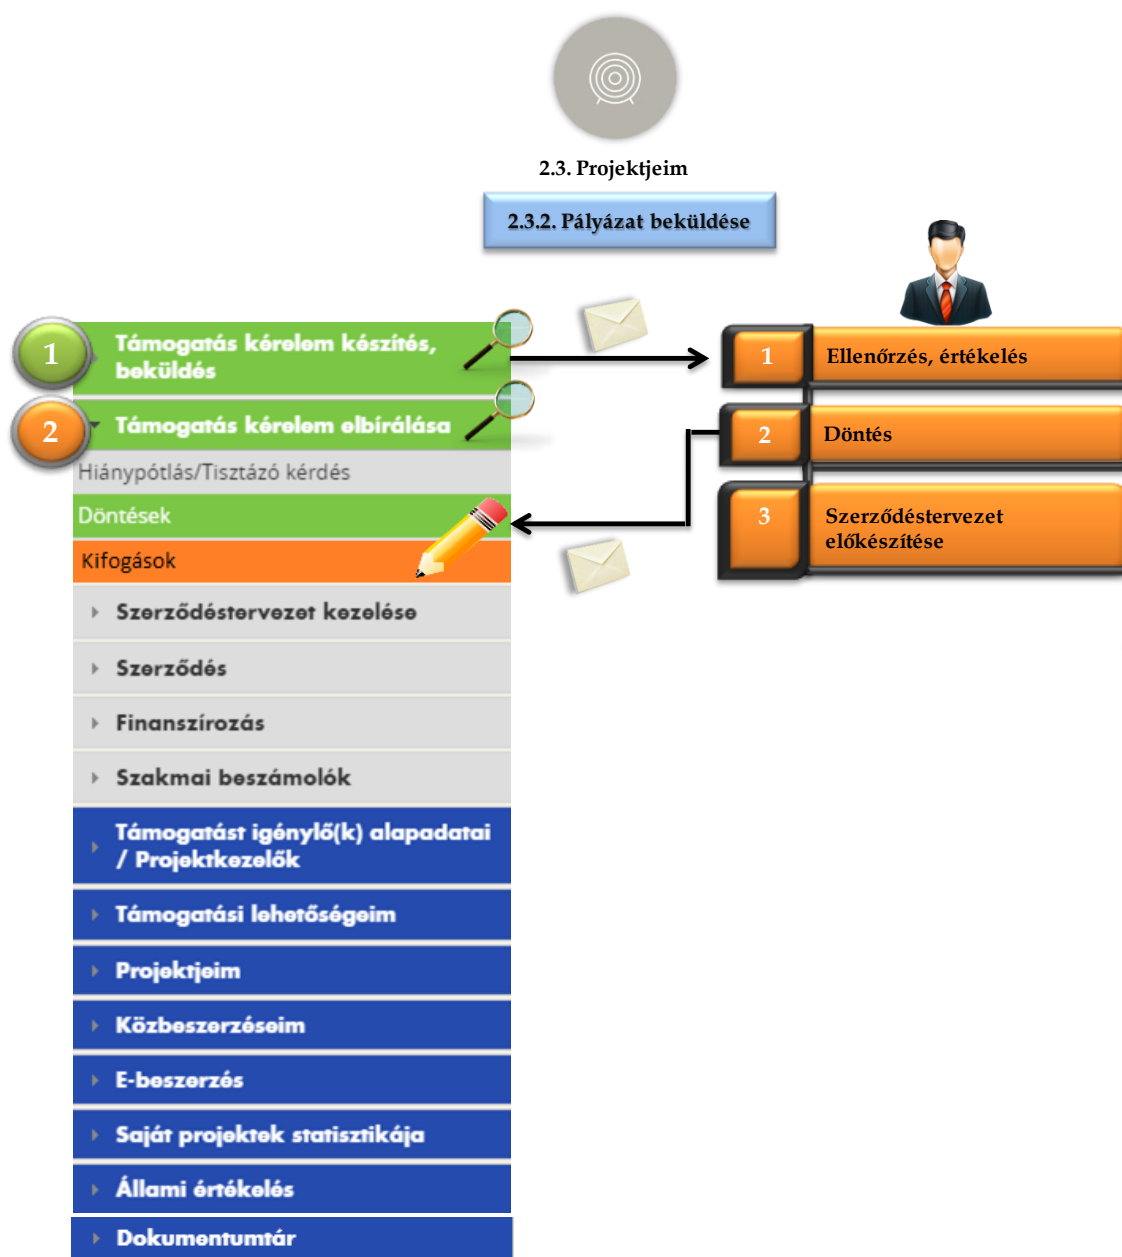 2.3. Projektjeim
2.3.2. Pályázat beküldése
1
Támogatás kérelem készítés,
beküldés
2
Támogatás kérelem elbírálása
Hiánypótlás/Tisztázó kérdés
Döntések
Kifogások
Szerződéstervezet kezelése
Szerződés
Finanszírozás
Szakmai beszámolók
Támogatást igénylő(k) alapadatai
/ Projektkezelők
Támogatási lehetőségeim
Projektjeim
Közbeszerzéseim
E-beszerzés
Saját projektek statisztikája
Állami értékelés
Dokumentumtár
1
Ellenőrzés, értékelés
2
Döntés
3
Szerződéstervezet
előkészítése